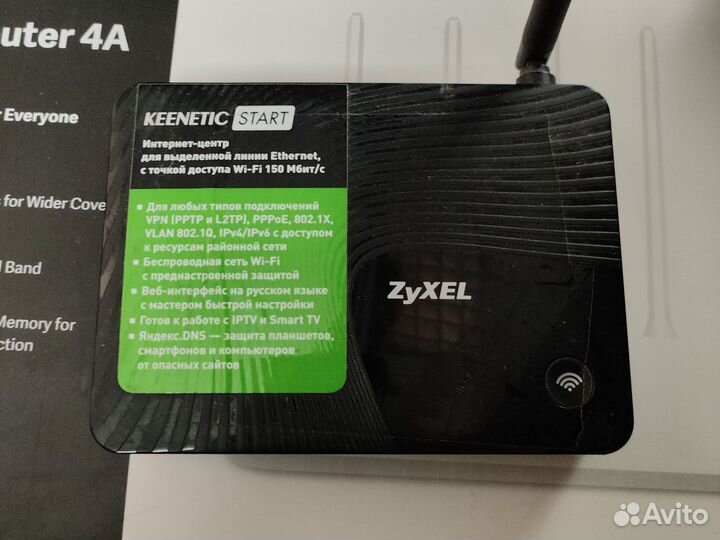 outer 4A
r Everyone
s for Wider Cove
l Band
Memory for
ction
KEENETIC START
Интернет-центр
для выделенной линии Ethernet,
с точкой доступа Wi-Fi 150 Мбит/с
Для любых типов подключений
VPN (PPTP и L2TP), PPPoE, 802.1X,
VLAN 802.1Q, IPv4/IPv6 с доступом
к ресурсам районной сети
Беспроводная сеть Wi-Fi
с преднастроенной защитой
Веб-интерфейс на русском языке
с мастером быстрой настройки
Готов к работе с IPTV и Smart TV
Яндекс.DNS — защита планшетов,
смартфонов и компьютеров
от опасных сайтов
ZyXEL
Avito